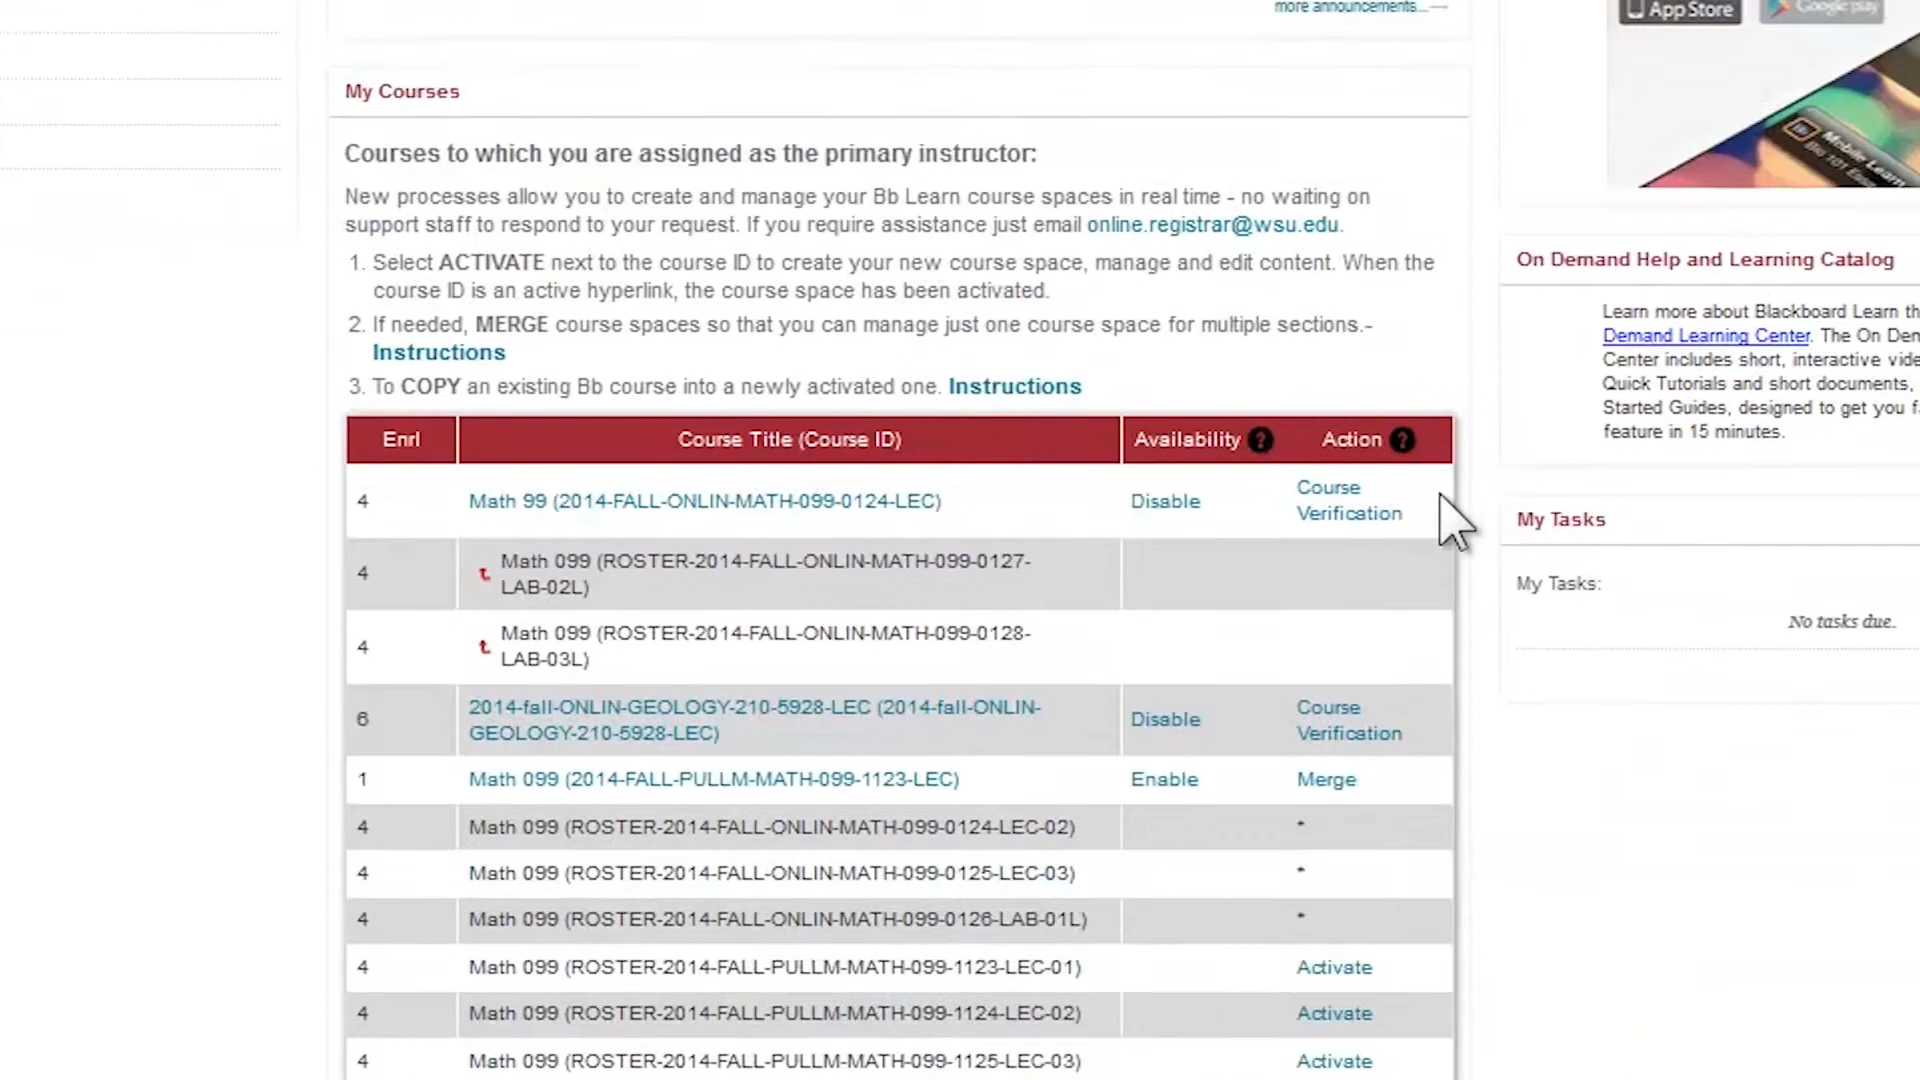 more announcements...
App Store
Google play
My Courses
Courses to which you are assigned as the primary instructor:
New processes allow you to create and manage your Bb Learn course spaces in real time - no waiting on
support staff to respond to your request. If you require assistance just email online.registrar@wsu.edu.
1. Select ACTIVATE next to the course ID to create your new course space, manage and edit content. When the
course ID is an active hyperlink, the course space has been activated.
2. If needed, MERGE course spaces so that you can manage just one course space for multiple sections.-
Instructions
3. To COPY an existing Bb course into a newly activated one. Instructions
Enrl Course Title (Course ID) Availability ? Action ?
4 Math 99 (2014-FALL-ONLIN-MATH-099-0124-LEC) Disable Course
Verification
4 Math 099 (ROSTER-2014-FALL-ONLIN-MATH-099-0127-
LAB-02L)
4 Math 099 (ROSTER-2014-FALL-ONLIN-MATH-099-0128-
LAB-03L)
6 2014-fall-ONLIN-GEOLOGY-210-5928-LEC (2014-fall-ONLIN-
GEOLOGY-210-5928-LEC) Disable Course
Verification
1 Math 099 (2014-FALL-PULLM-MATH-099-1123-LEC) Enable Merge
4 Math 099 (ROSTER-2014-FALL-ONLIN-MATH-099-0124-LEC-02) *
4 Math 099 (ROSTER-2014-FALL-ONLIN-MATH-099-0125-LEC-03) *
4 Math 099 (ROSTER-2014-FALL-ONLIN-MATH-099-0126-LAB-01L) *
4 Math 099 (ROSTER-2014-FALL-PULLM-MATH-099-1123-LEC-01) Activate
4 Math 099 (ROSTER-2014-FALL-PULLM-MATH-099-1124-LEC-02) Activate
4 Math 099 (ROSTER-2014-FALL-PULLM-MATH-099-1125-LEC-03) Activate
Mobile Learn
On Demand Help and Learning Catalog
Learn more about Blackboard Learn th
Demand Learning Center. The On Dem
Center includes short, interactive vide
Quick Tutorials and short documents,
Started Guides, designed to get you f
feature in 15 minutes.
My Tasks
My Tasks:
No tasks due.